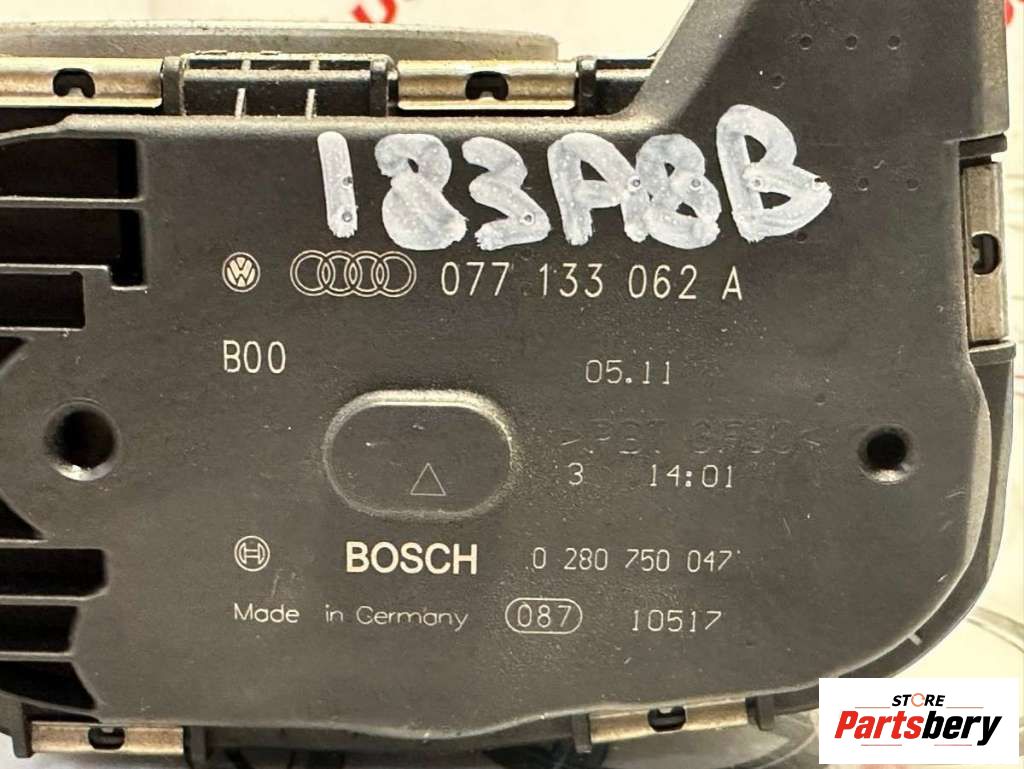 183A8B
077 133 062 A
B00
05.11
3 14:01
BOSCH 0 280 750 047
Made in Germany 087 10517
STORE
Partsbery